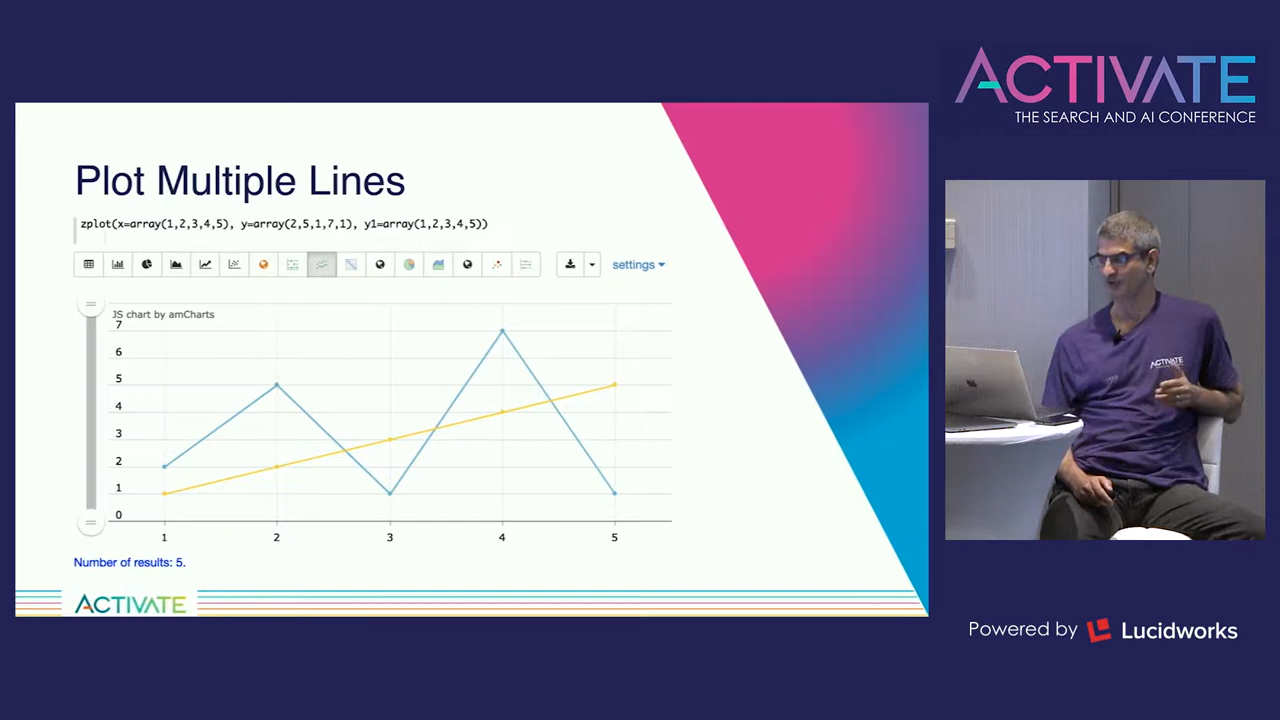 ACTIVATE
THE SEARCH AND AI CONFERENCE
Plot Multiple Lines
zplot(x=array(1,2,3,4,5), y=array(2,5,1,7,1), y1=array(1,2,3,4,5))
settings
JS chart by amCharts
7
6
5
4
3
2
1
0
1 2 3 4 5
Number of results: 5.
ACTIVATE
ACTIVATE
Powered by Lucidworks